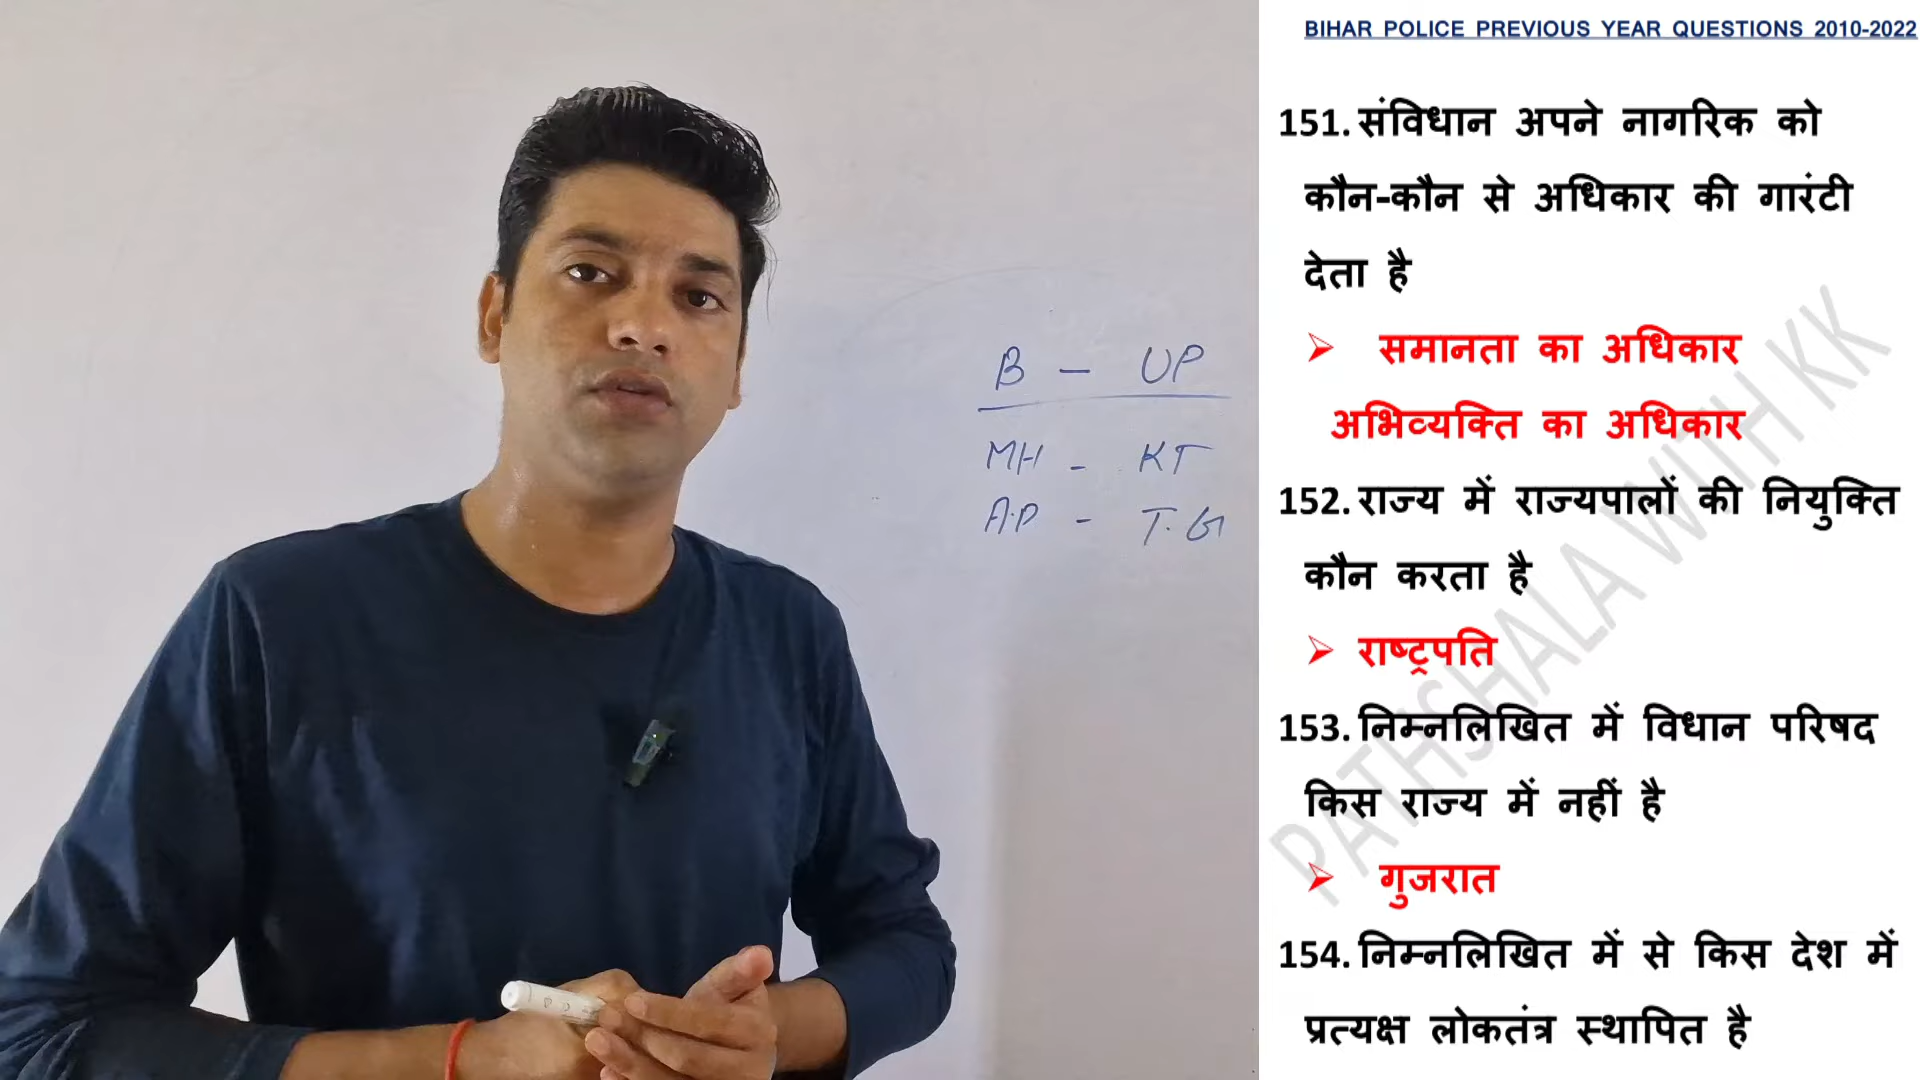 BIHAR POLICE PREVIOUS YEAR QUESTIONS 2010-2022
151. संविधान अपने नागरिक को
कौन-कौन से अधिकार की गारंटी
देता है
➢ समानता का अधिकार
अभिव्यक्ति का अधिकार
152. राज्य में राज्यपालों की नियुक्ति
कौन करता है
➢ राष्ट्रपति
153. निम्नलिखित में विधान परिषद
किस राज्य में नहीं है
➢ गुजरात
154. निम्नलिखित में से किस देश में
प्रत्यक्ष लोकतंत्र स्थापित है
PATHSHALA WITH KK
B - UP
MH - KT
A.P - T.G